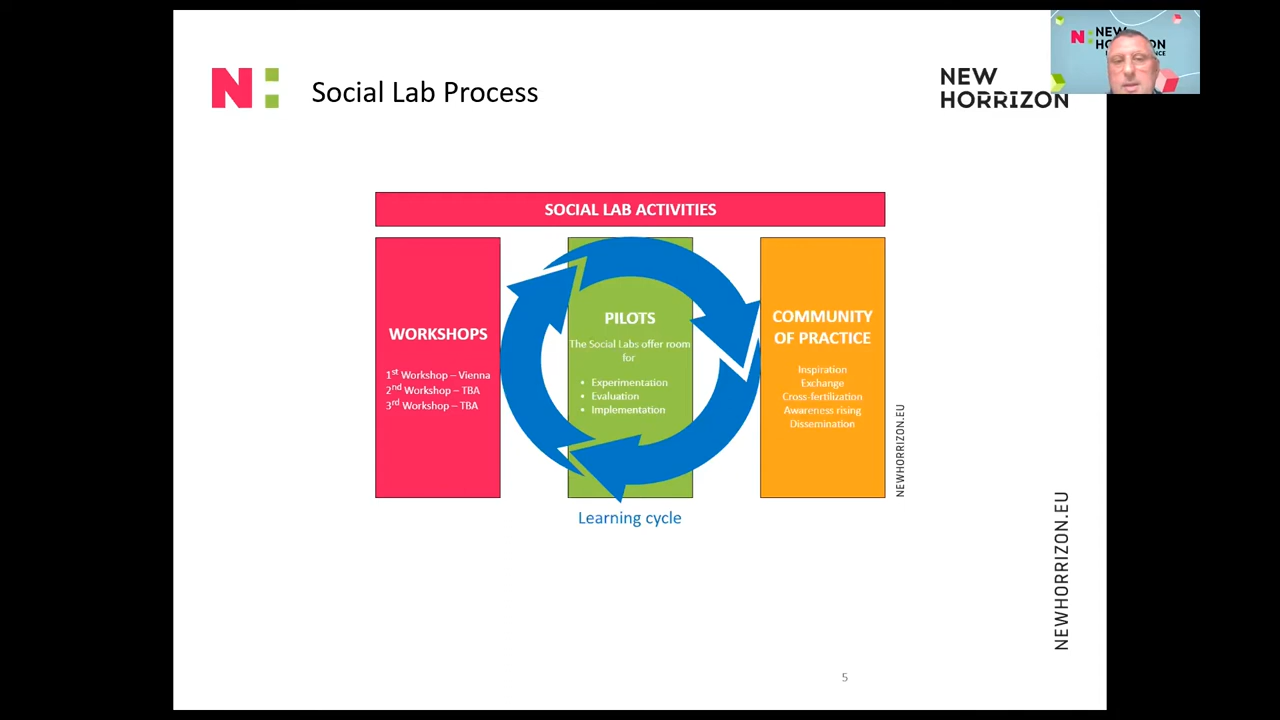 N:
Social Lab Process
NEW
HORRIZON
N: NEW
SOCIAL LAB ACTIVITIES
WORKSHOPS
1st Workshop – Vienna
2nd Workshop – TBA
3rd Workshop – TBA
PILOTS
The Social Labs offer room
for
• Experimentation
• Evaluation
• Implementation
COMMUNITY
OF PRACTICE
Inspiration
Exchange
Cross-fertilization
Awareness rising
Dissemination
NEWHORRIZON.EU
Learning cycle
NEWHORRIZON.EU
5